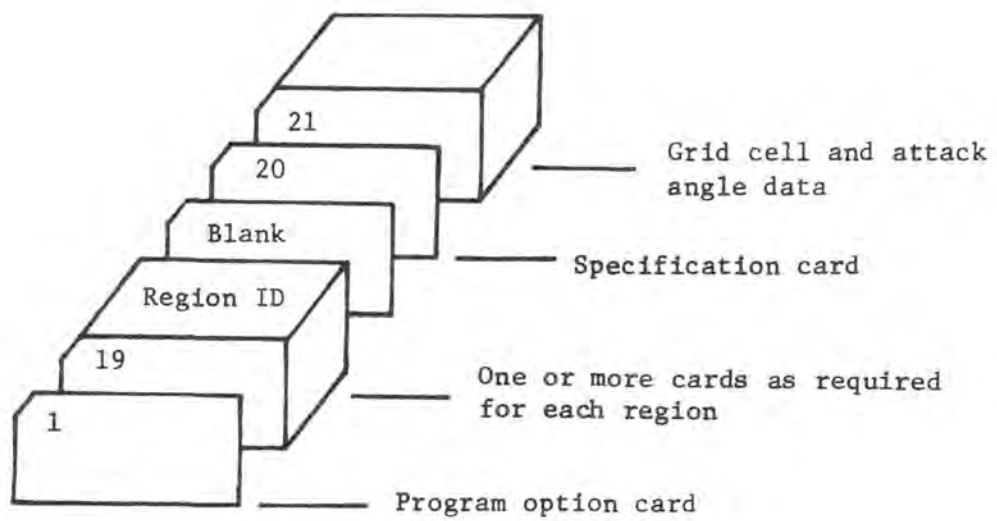 21
Grid cell and attack
angle data
20
Blank
Specification card
Region ID
19
One or more cards as required
for each region
1
Program option card